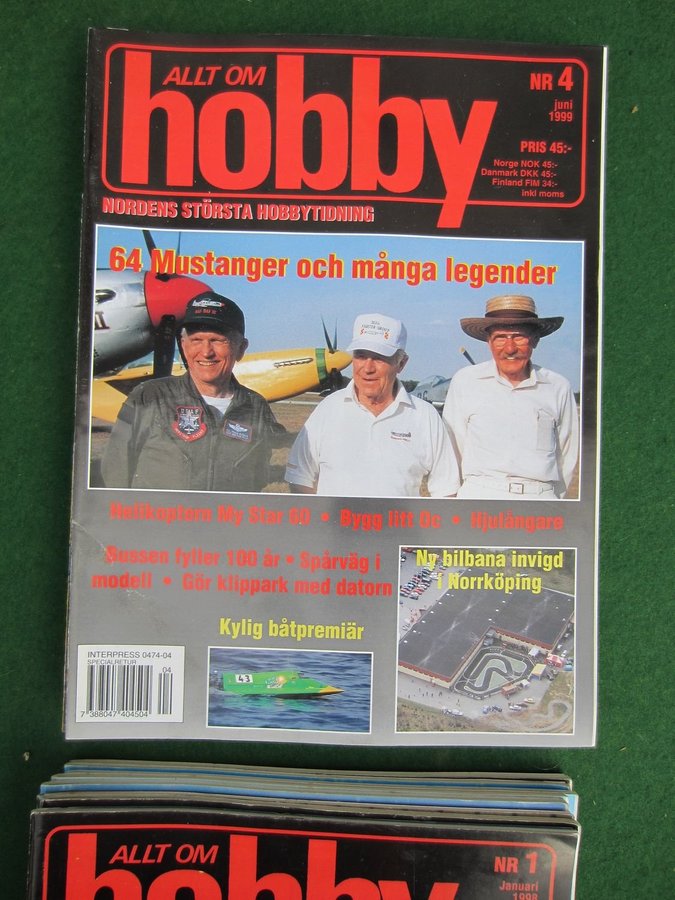 ALLT OM
hobby
NR 4
juni
1999
PRIS 45:-
Norge NOK 45:-
Danmark DKK 45:-
Finland FIM 34:-
inkl moms
NORDENS STÖRSTA HOBBYTIDNING
64 Mustanger och många legender
Helikoptern My Star 60 • Bygg litt Oc • Hjulångare
Bussen fyller 100 år • Spårväg i
modell • Gör klippark med datorn
Ny bilbana invigd
i Norrköping
Kylig båtpremiär
43
INTERPRESS 0474-04
SPECIALRETUR
04
7 388047 404504
ALLT OM
hobby
NR 1
Januari
1998